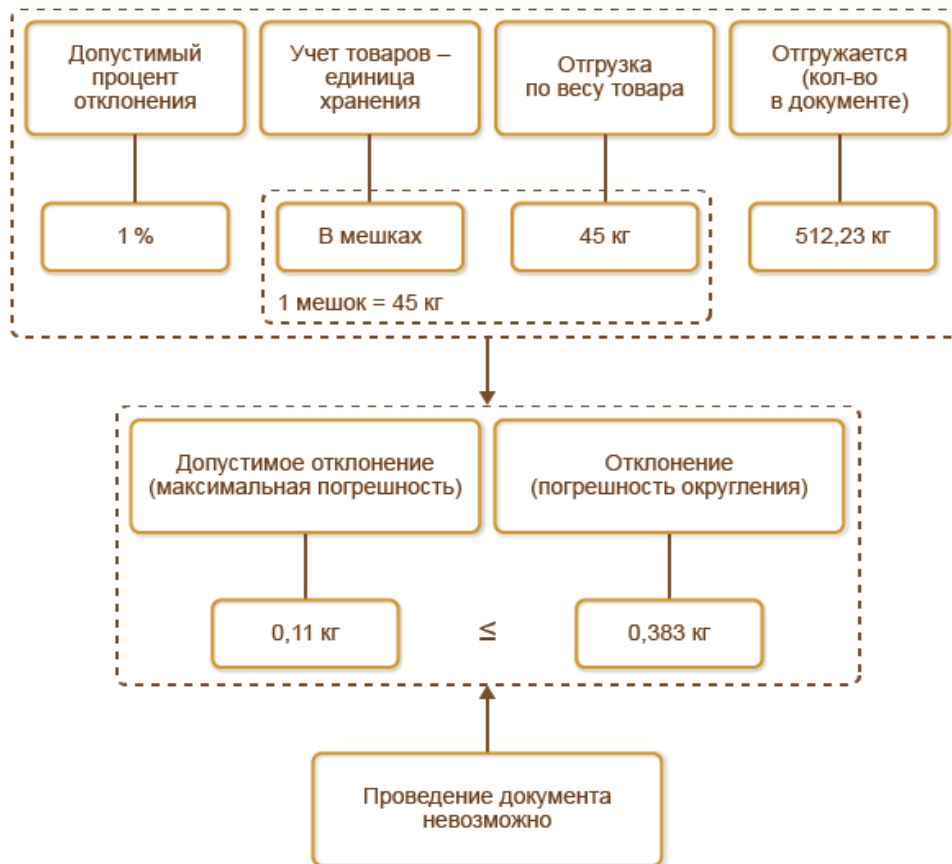 Допустимый
процент
отклонения
Учет товаров –
единица
хранения
Отгрузка
по весу товара
Отгружается
(кол-во
в документе)
1 %
В мешках
45 кг
512,23 кг
1 мешок = 45 кг
Допустимое отклонение
(максимальная погрешность)
Отклонение
(погрешность округления)
0,11 кг
≤
0,383 кг
Проведение документа
невозможно